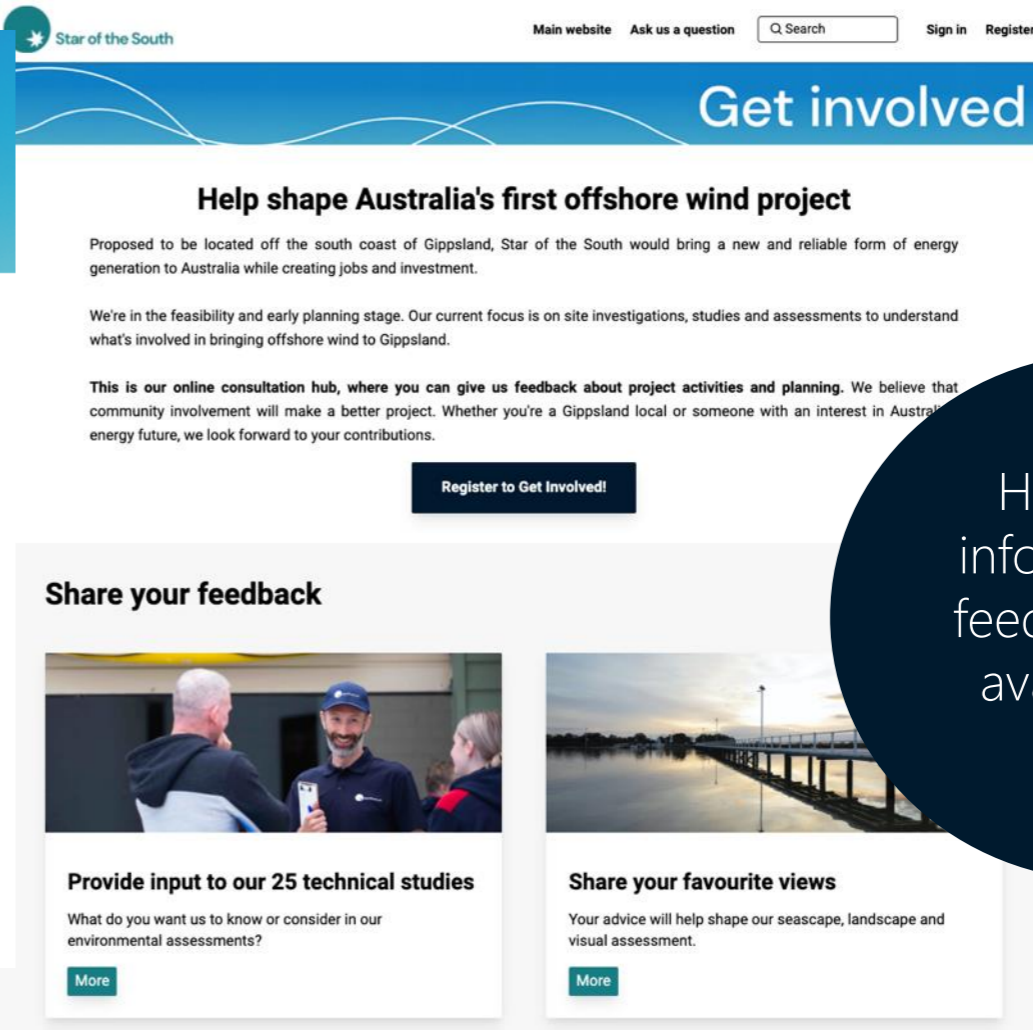 Star of the South
Main website Ask us a question Search Sign in Register
Get involved
Help shape Australia's first offshore wind project
Proposed to be located off the south coast of Gippsland, Star of the South would bring a new and reliable form of energy
generation to Australia while creating jobs and investment.
We're in the feasibility and early planning stage. Our current focus is on site investigations, studies and assessments to understand
what's involved in bringing offshore wind to Gippsland.
This is our online consultation hub, where you can give us feedback about project activities and planning. We believe that
community involvement will make a better project. Whether you're a Gippsland local or someone with an interest in
energy future, we look forward to your contributions.
Register to Get Involved!
Share your feedback
Provide input to our 25 technical studies
What do you want us to know or consider in our
environmental assessments?
More
Share your favourite views
Your advice will help shape our seascape, landscape and
visual assessment.
More